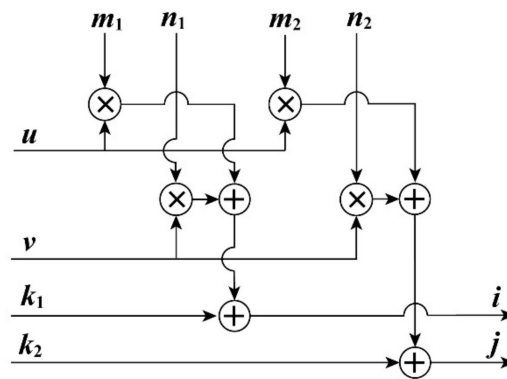 m₁ n₁ m₂ n₂
u
v
k₁ i
k₂ j